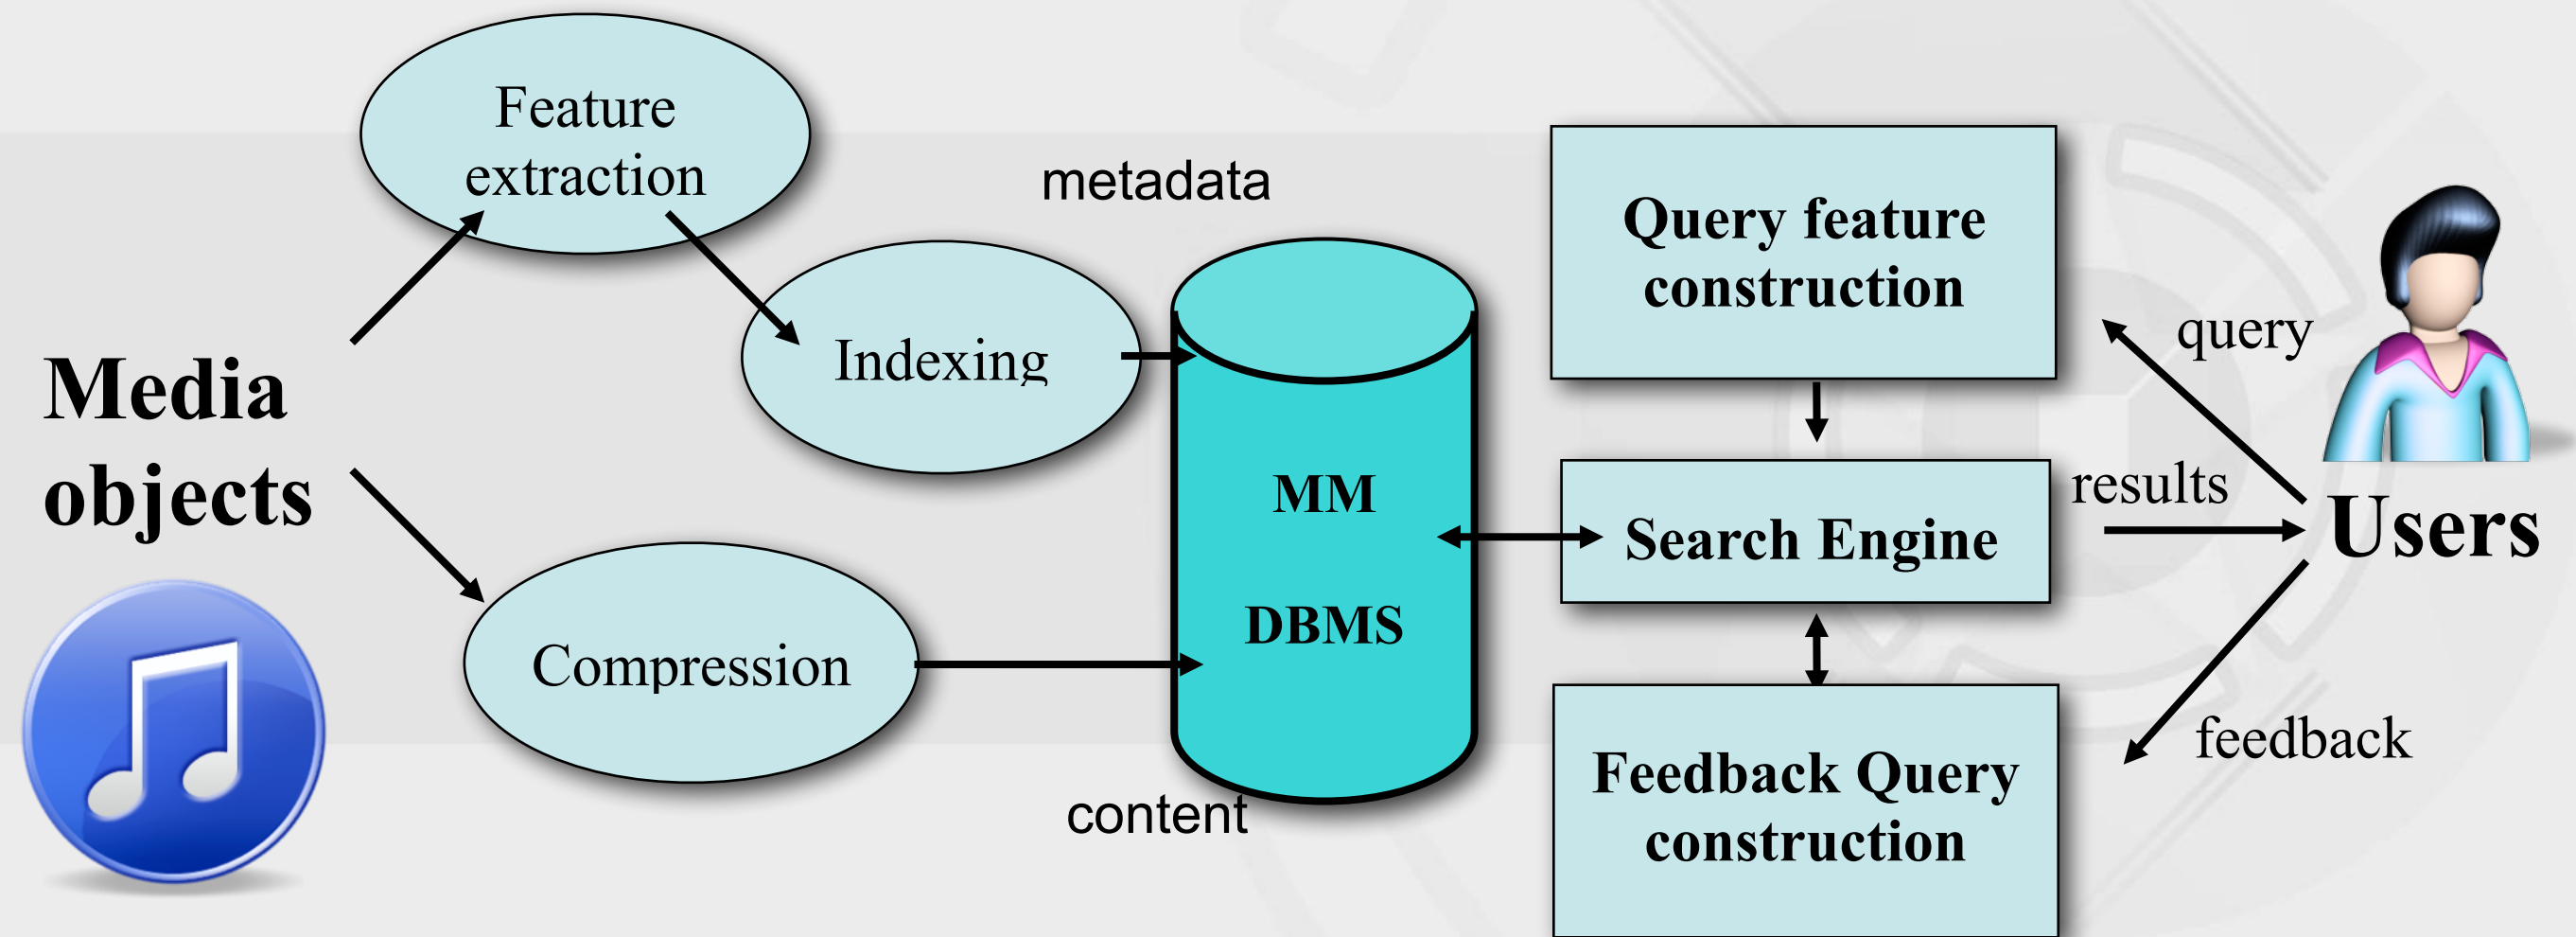 Feature
extraction
metadata
Indexing
Media
objects
Compression
content
MM
DBMS
Query feature
construction
query
Search Engine
results
Users
Feedback Query
construction
feedback